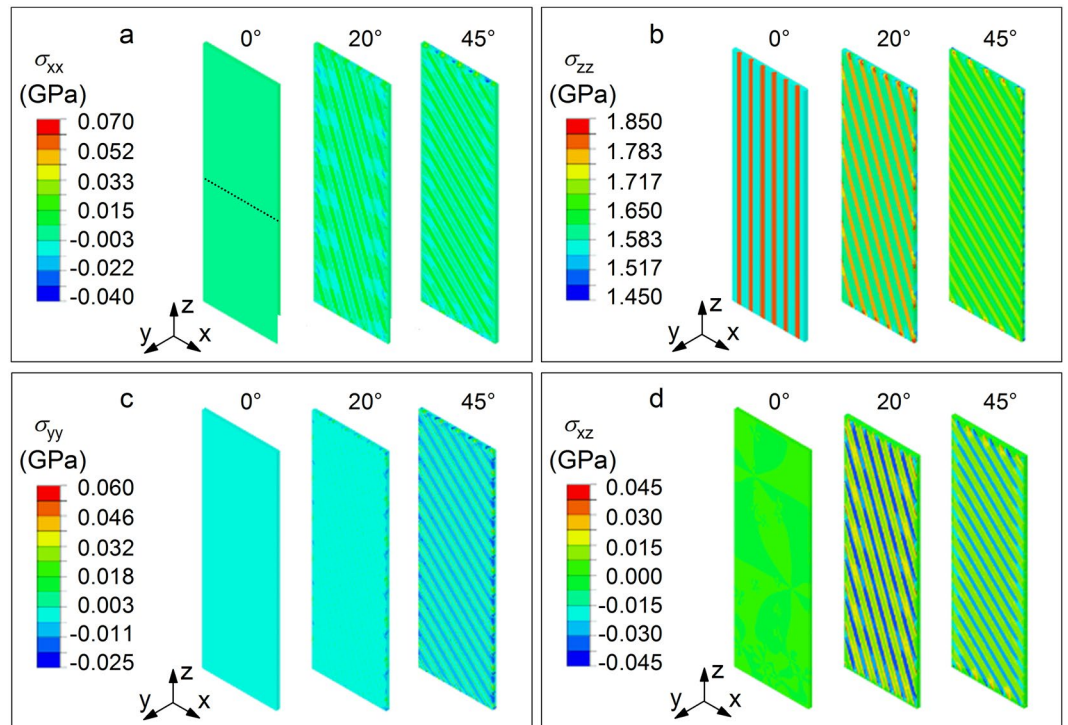 a
0° 20° 45°
σxx
(GPa)
0.070
0.052
0.033
0.015
-0.003
-0.022
-0.040
z
y x
b
0° 20° 45°
σzz
(GPa)
1.850
1.783
1.717
1.650
1.583
1.517
1.450
z
y x
c
0° 20° 45°
σyy
(GPa)
0.060
0.046
0.032
0.018
0.003
-0.011
-0.025
z
y x
d
0° 20° 45°
σxz
(GPa)
0.045
0.030
0.015
0.000
-0.015
-0.030
-0.045
z
y x